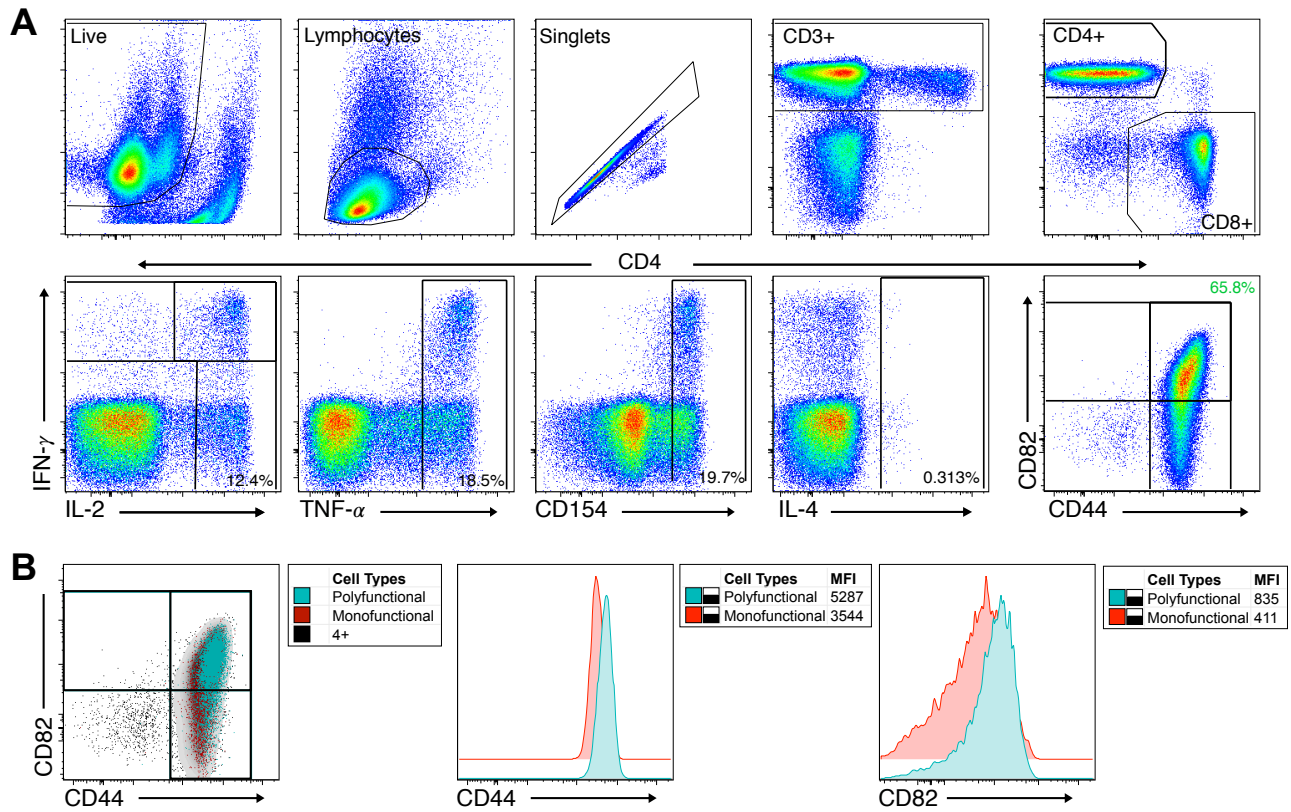 A
Live
Lymphocytes
Singlets
CD3+
CD4+
CD8+
CD4
IFN-γ
12.4%
18.5%
19.7%
0.313%
65.8%
CD82
IL-2
TNF-α
CD154
IL-4
CD44
B
CD82
CD44
Cell Types
Polyfunctional
Monofunctional
4+
Cell Types MFI
Polyfunctional 5287
Monofunctional 3544
CD44
Cell Types MFI
Polyfunctional 835
Monofunctional 411
CD82